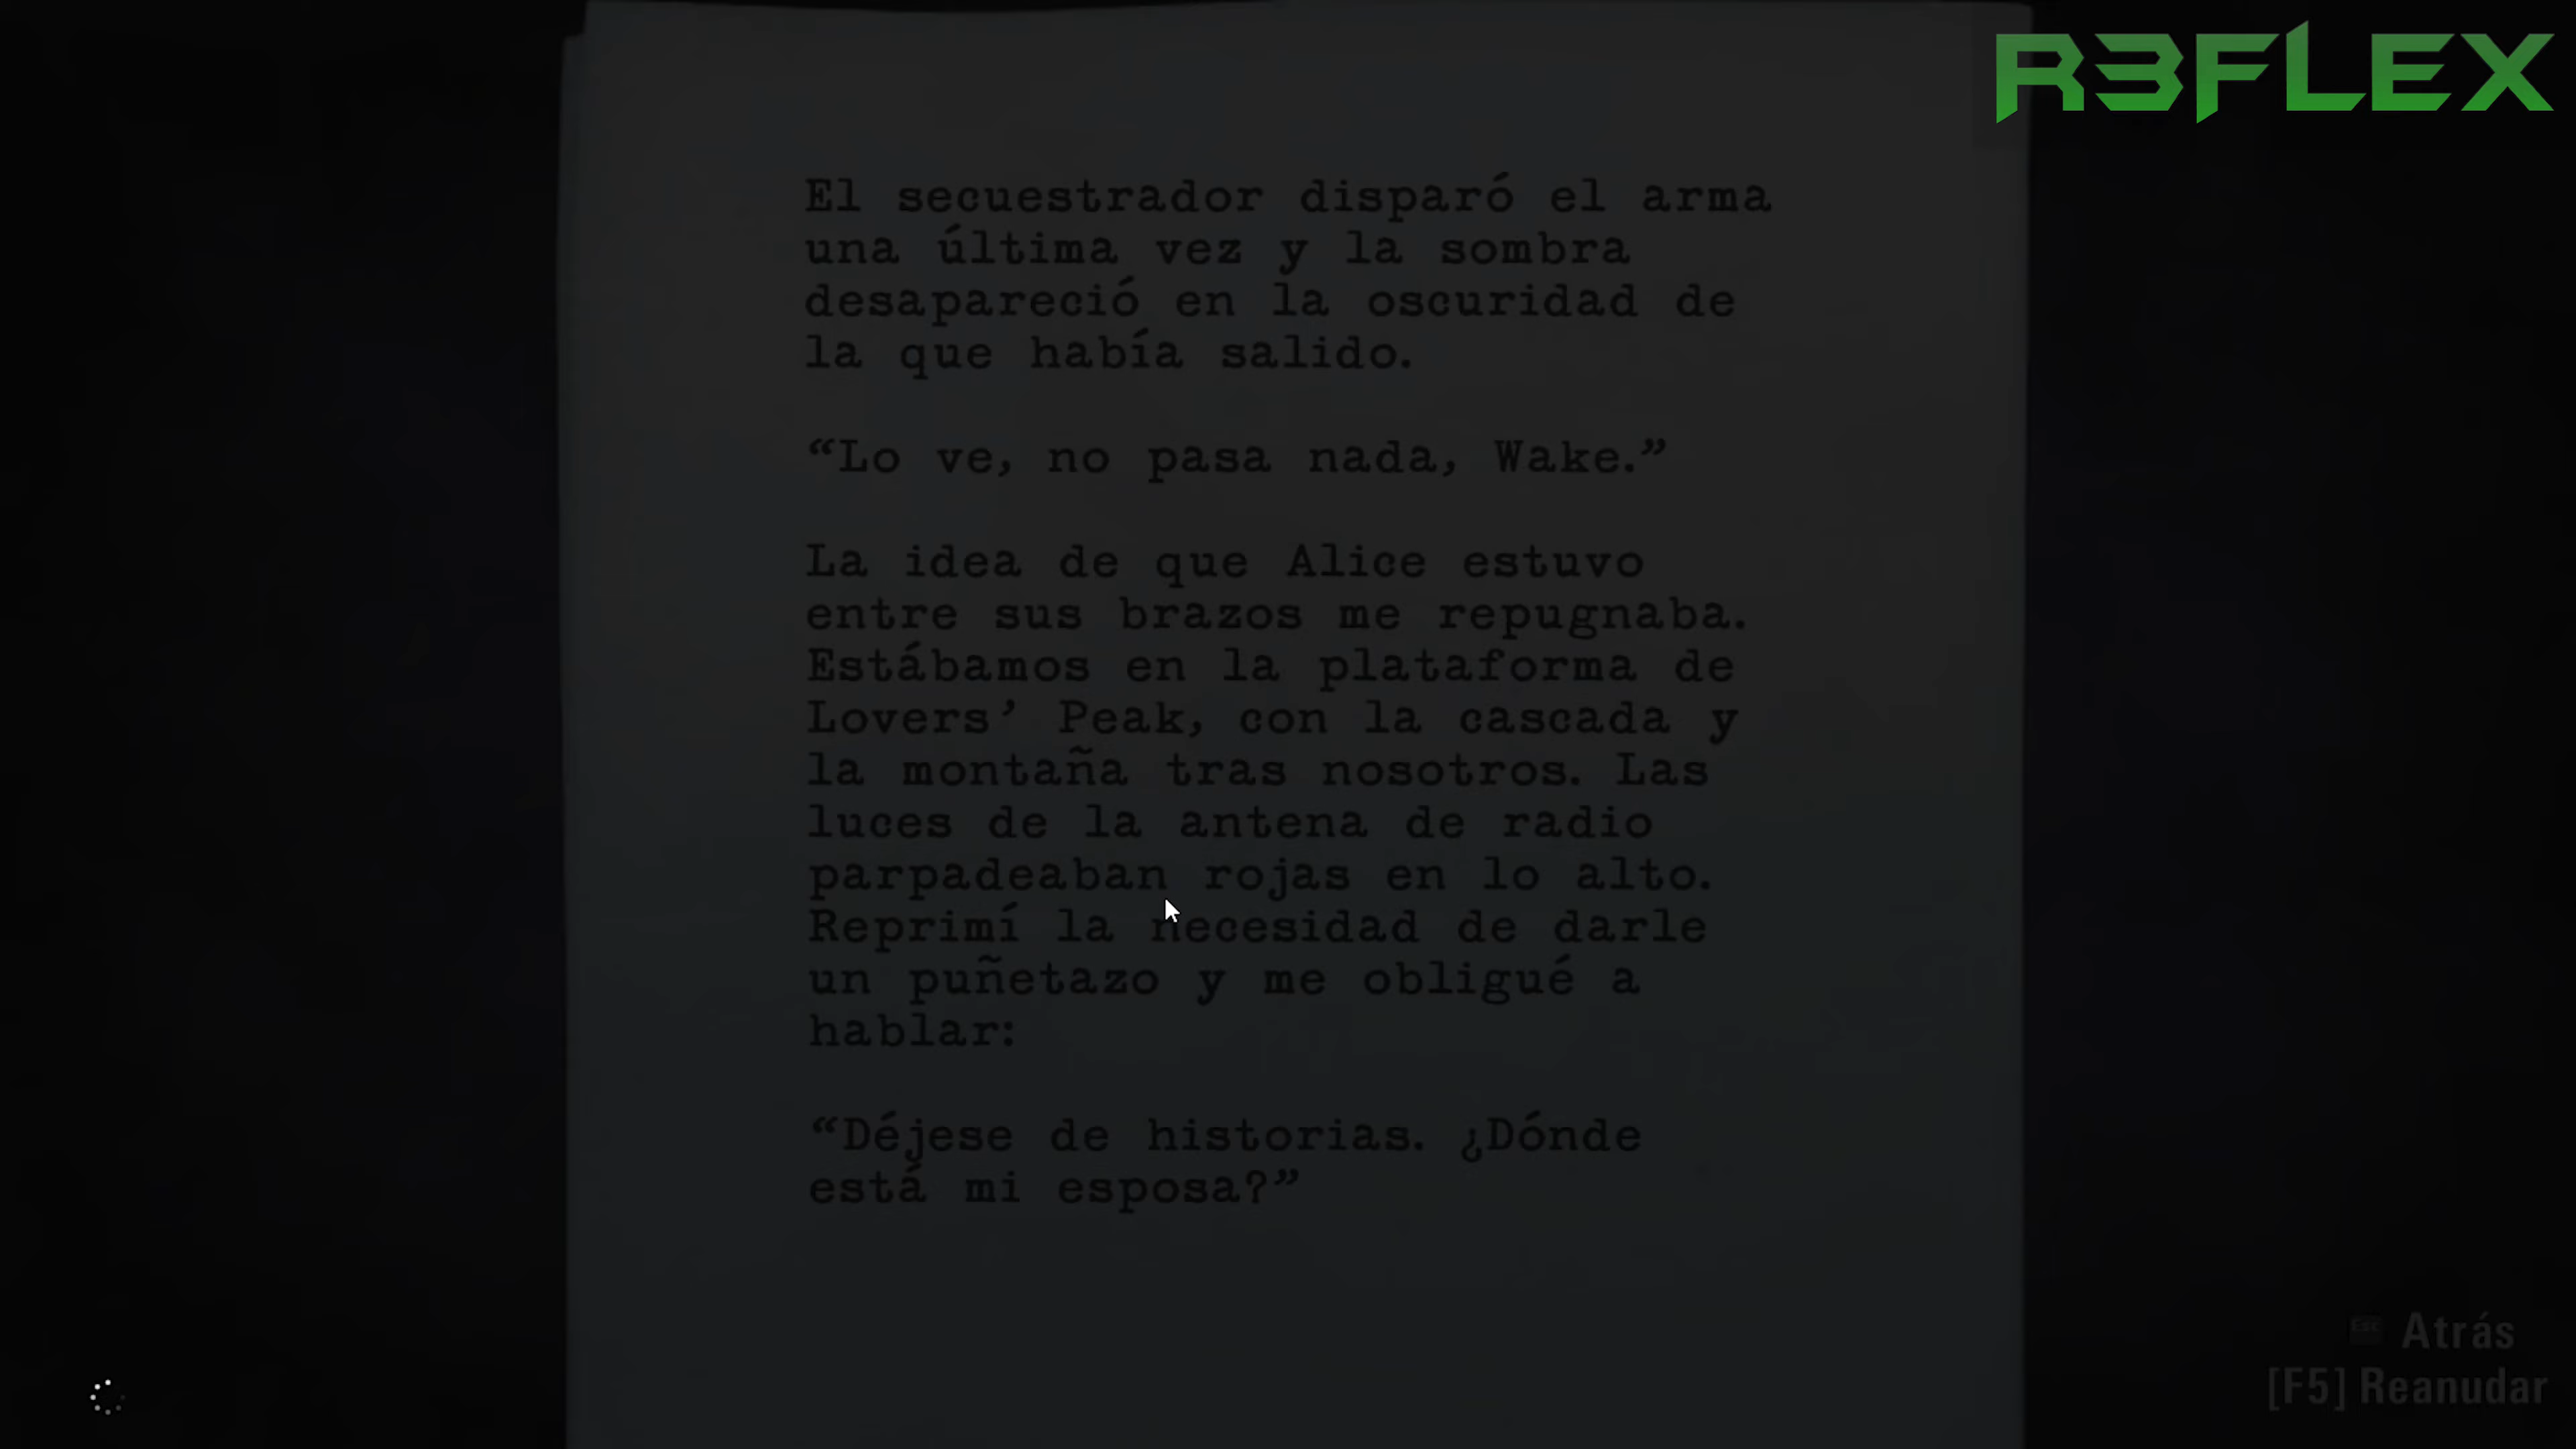 R3FLEX
El secuestrador disparó el arma
una última vez y la sombra
desapareció en la oscuridad de
la que había salido.
“Lo ve, no pasa nada, Wake.”
La idea de que Alice estuvo
entre sus brazos me repugnaba.
Estábamos en la plataforma de
Lovers’ Peak, con la cascada y
la montaña tras nosotros. Las
luces de la antena de radio
parpadeaban rojas en lo alto.
Reprimí la necesidad de darle
un puñetazo y me obligué a
hablar:
“Déjese de historias. ¿Dónde
está mi esposa?”
Esc Atrás
[F5] Reanudar